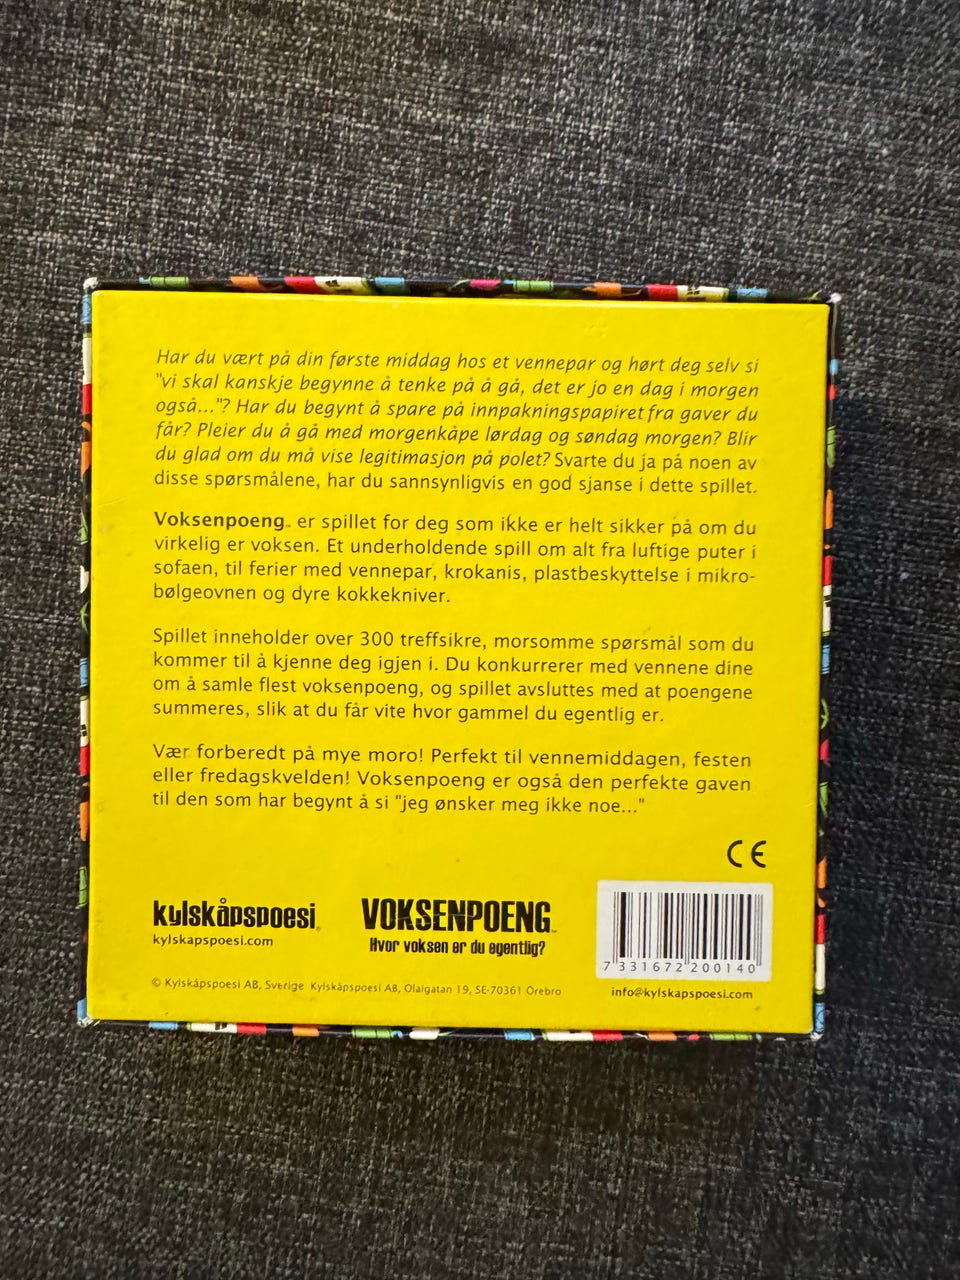 Har du vært på din første middag hos et vennepar og hørt deg selv si
"vi skal kanskje begynne å tenke på å gå, det er jo en dag i morgen
også..."? Har du begynt å spare på innpakningspapiret fra gaver du
får? Pleier du å gå med morgenkåpe lørdag og søndag morgen? Blir
du glad om du må vise legitimasjon på polet? Svarte du ja på noen av
disse spørsmålene, har du sannsynligvis en god sjanse i dette spillet.
Voksenpoeng™ er spillet for deg som ikke er helt sikker på om du
virkelig er voksen. Et underholdende spill om alt fra luftige puter i
sofaen, til ferier med vennepar, krokanis, plastbeskyttelse i mikro-
bølgeovnen og dyre kokkekniver.
Spillet inneholder over 300 treffsikre, morsomme spørsmål som du
kommer til å kjenne deg igjen i. Du konkurrerer med vennene dine
om å samle flest voksenpoeng, og spillet avsluttes med at poengene
summeres, slik at du får vite hvor gammel du egentlig er.
Vær forberedt på mye moro! Perfekt til vennemiddagen, festen
eller fredagskvelden! Voksenpoeng er også den perfekte gaven
til den som har begynt å si "jeg ønsker meg ikke noe..."
CE
kylskåpspoesi®
kylskapspoesi.com
VOKSENPOENG™
Hvor voksen er du egentlig?
7 331672 200140
© Kylskåpspoesi AB, Sverige Kylskåpspoesi AB, Olaigatan 19, SE-70361 Örebro
info@kylskapspoesi.com